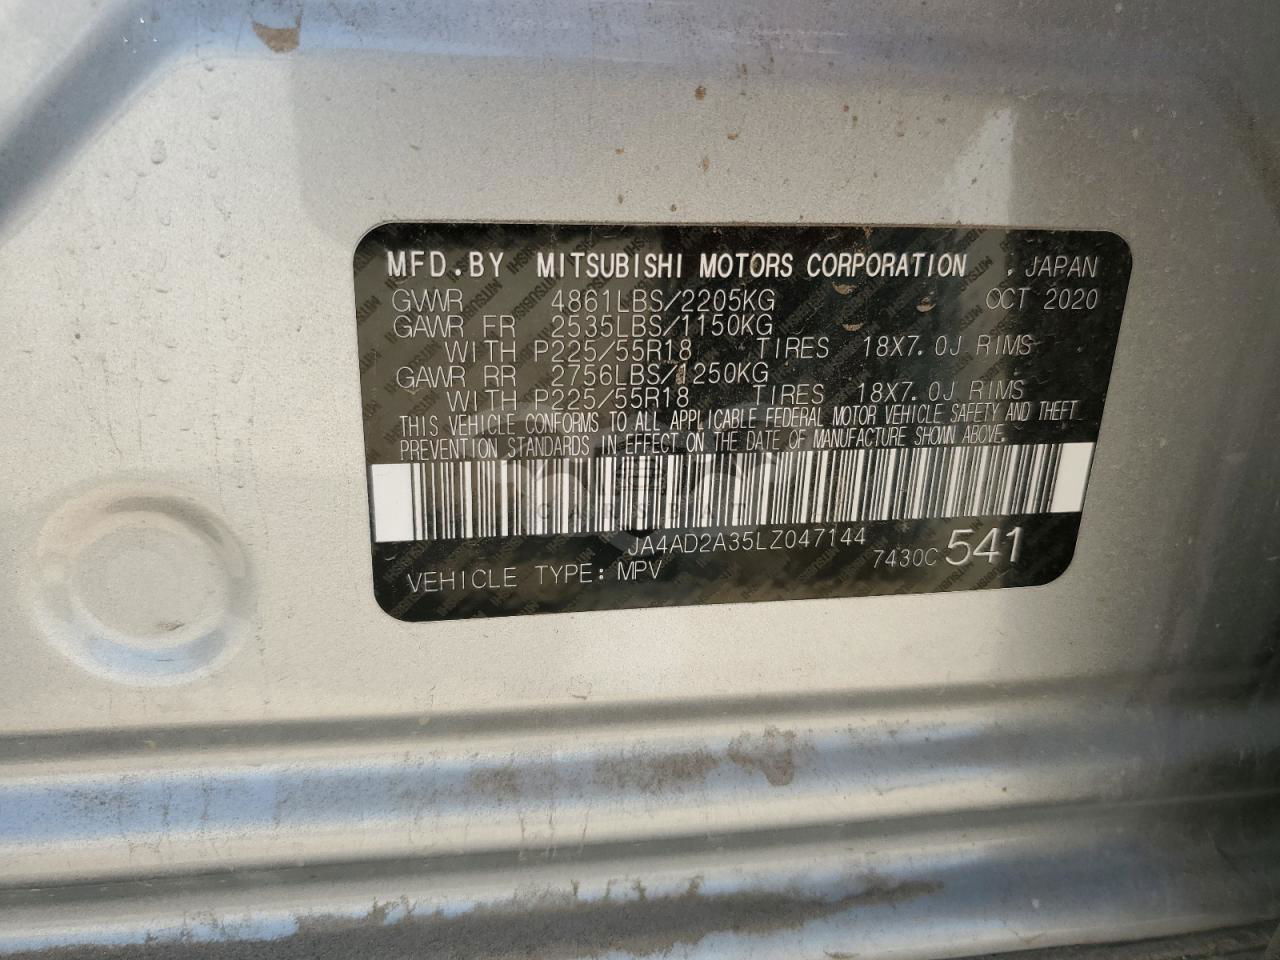 MFD.BY MITSUBISHI MOTORS CORPORATION , JAPAN
GVWR 4861LBS/2205KG OCT 2020
GAWR FR 2535LBS/1150KG
WITH P225/55R18 TIRES 18X7.0J RIMS
GAWR RR 2756LBS/1250KG
WITH P225/55R18 TIRES 18X7.0J RIMS
THIS VEHICLE CONFORMS TO ALL APPLICABLE FEDERAL MOTOR VEHICLE SAFETY AND THEFT
PREVENTION STANDARDS IN EFFECT ON THE DATE OF MANUFACTURE SHOWN ABOVE.
JA4AD2A35LZ047144
VEHICLE TYPE: MPV 7430C 541